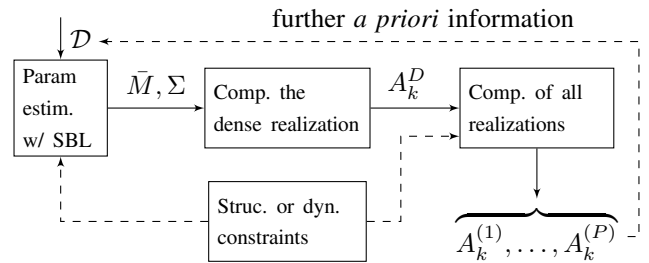 further a priori information
𝒟
Param
estim.
w/ SBL
M̄, Σ
Comp. the
dense realization
A_k^D
Comp. of all
realizations
Struc. or dyn.
constraints
A_k^{(1)}, . . . , A_k^{(P)}